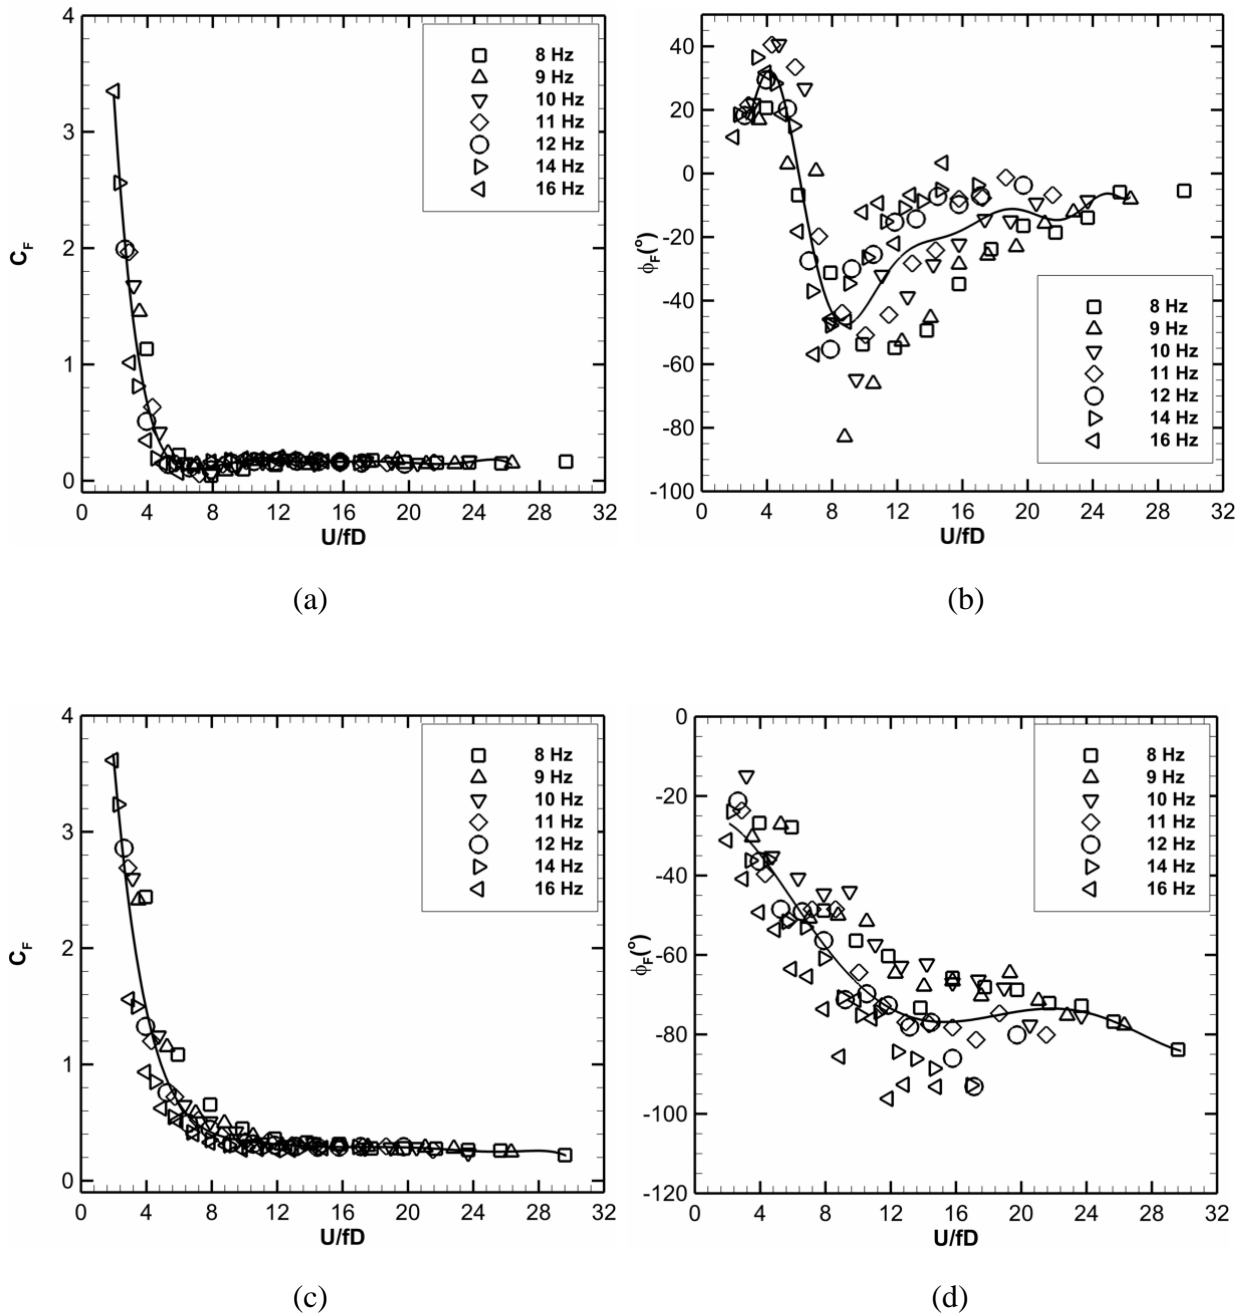 4
3
2
1
0
C_F
8 Hz
9 Hz
10 Hz
11 Hz
12 Hz
14 Hz
16 Hz
0 4 8 12 16 20 24 28 32
U/fD
(a)
40
20
0
-20
-40
-60
-80
-100
ϕ_F(°)
8 Hz
9 Hz
10 Hz
11 Hz
12 Hz
14 Hz
16 Hz
0 4 8 12 16 20 24 28 32
U/fD
(b)
4
3
2
1
0
C_F
8 Hz
9 Hz
10 Hz
11 Hz
12 Hz
14 Hz
16 Hz
0 4 8 12 16 20 24 28 32
U/fD
(c)
0
-20
-40
-60
-80
-100
-120
ϕ_F(°)
8 Hz
9 Hz
10 Hz
11 Hz
12 Hz
14 Hz
16 Hz
0 4 8 12 16 20 24 28 32
U/fD
(d)